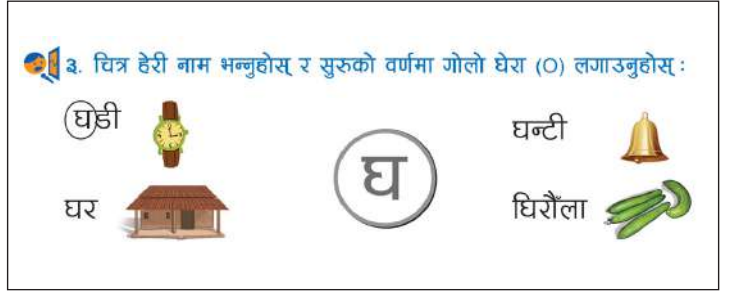 ३. चित्र हेरी नाम भन्नुहोस् र सुरुको वर्णमा गोलो घेरा (O) लगाउनुहोस् :
घडी
घन्टी
घ
घर
घिरौँला